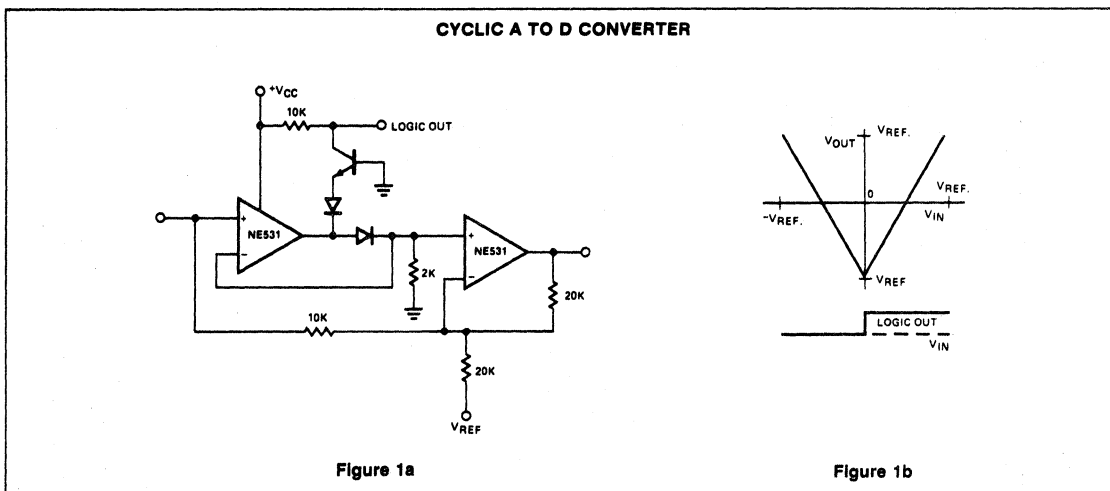 CYCLIC A TO D CONVERTER
+VCC
10K
LOGIC OUT
+
NE531
−
+
NE531
−
2K
20K
10K
20K
VREF
Figure 1a
VOUT
VREF.
0
VREF.
−VREF.
VIN
VREF
LOGIC OUT
VIN
Figure 1b